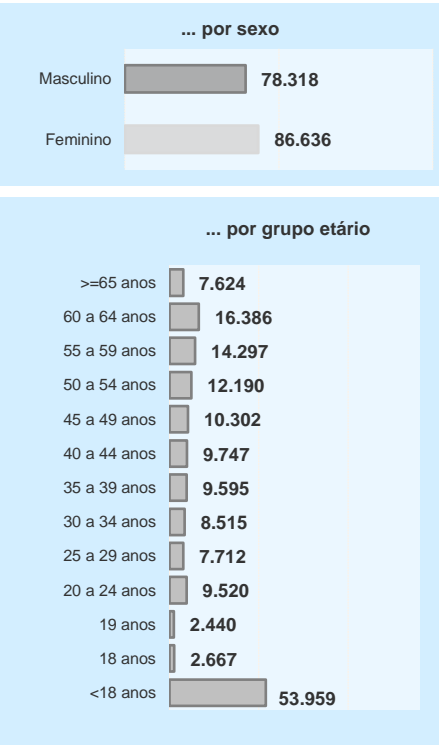 ... por sexo
Masculino 78.318
Feminino 86.636
... por grupo etário
>=65 anos 7.624
60 a 64 anos 16.386
55 a 59 anos 14.297
50 a 54 anos 12.190
45 a 49 anos 10.302
40 a 44 anos 9.747
35 a 39 anos 9.595
30 a 34 anos 8.515
25 a 29 anos 7.712
20 a 24 anos 9.520
19 anos 2.440
18 anos 2.667
<18 anos 53.959